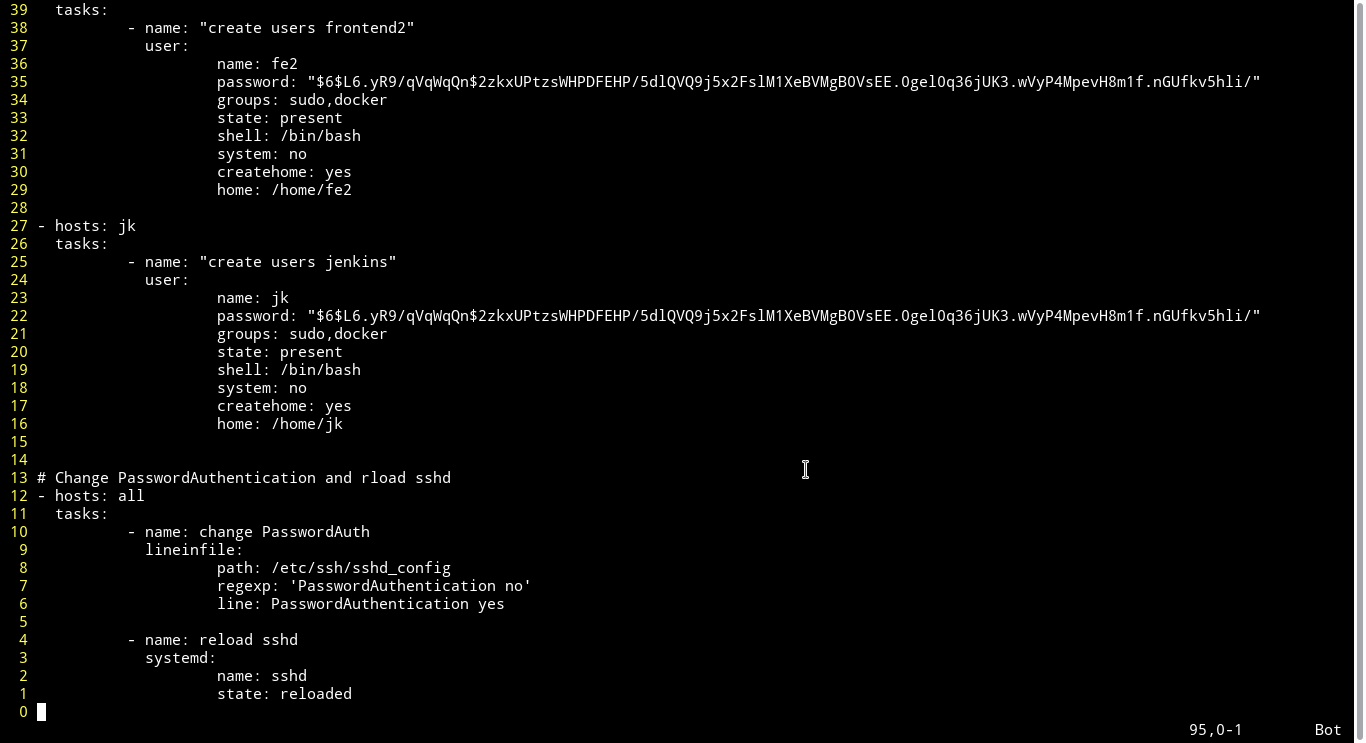 39   tasks:
38           - name: "create users frontend2"
37             user:
36                     name: fe2
35                     password: "$6$L6.yR9/qVqWqQn$2zkxUPtzsWHPDFEHP/5dlQVQ9j5x2FslM1XeBVMgB0VsEE.Ogel0q36jUK3.wVyP4MpevH8m1f.nGUfkv5hli/"
34                     groups: sudo,docker
33                     state: present
32                     shell: /bin/bash
31                     system: no
30                     createhome: yes
29                     home: /home/fe2
28
27 - hosts: jk
26   tasks:
25           - name: "create users jenkins"
24             user:
23                     name: jk
22                     password: "$6$L6.yR9/qVqWqQn$2zkxUPtzsWHPDFEHP/5dlQVQ9j5x2FslM1XeBVMgB0VsEE.Ogel0q36jUK3.wVyP4MpevH8m1f.nGUfkv5hli/"
21                     groups: sudo,docker
20                     state: present
19                     shell: /bin/bash
18                     system: no
17                     createhome: yes
16                     home: /home/jk
15
14
13 # Change PasswordAuthentication and rload sshd
12 - hosts: all
11   tasks:
10           - name: change PasswordAuth
9             lineinfile:
8                     path: /etc/ssh/sshd_config
7                     regexp: 'PasswordAuthentication no'
6                     line: PasswordAuthentication yes
5
4           - name: reload sshd
3             systemd:
2                     name: sshd
1                     state: reloaded
0
95,0-1        Bot